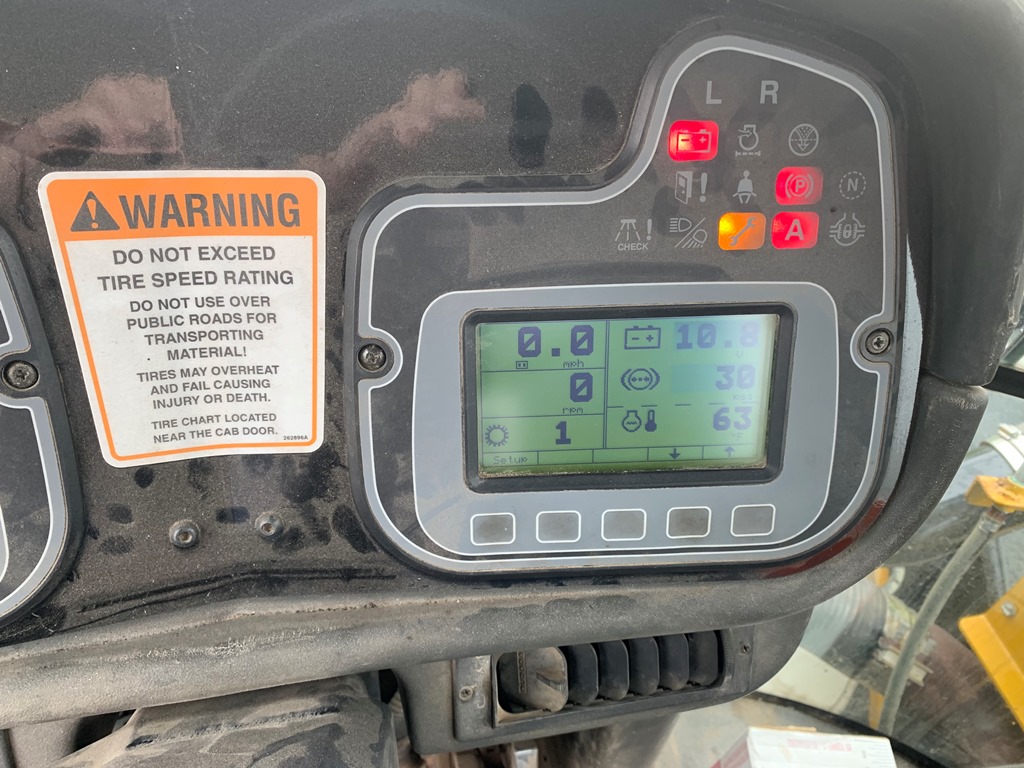 WARNING
DO NOT EXCEED
TIRE SPEED RATING
DO NOT USE OVER
PUBLIC ROADS FOR
TRANSPORTING
MATERIAL!
TIRES MAY OVERHEAT
AND FAIL CAUSING
INJURY OR DEATH.
TIRE CHART LOCATED
NEAR THE CAB DOOR.
262896A
L R
! P N
! CHECK A
0.0 mph
0 rpm
1
10.8 V
30
63 °F
Setup